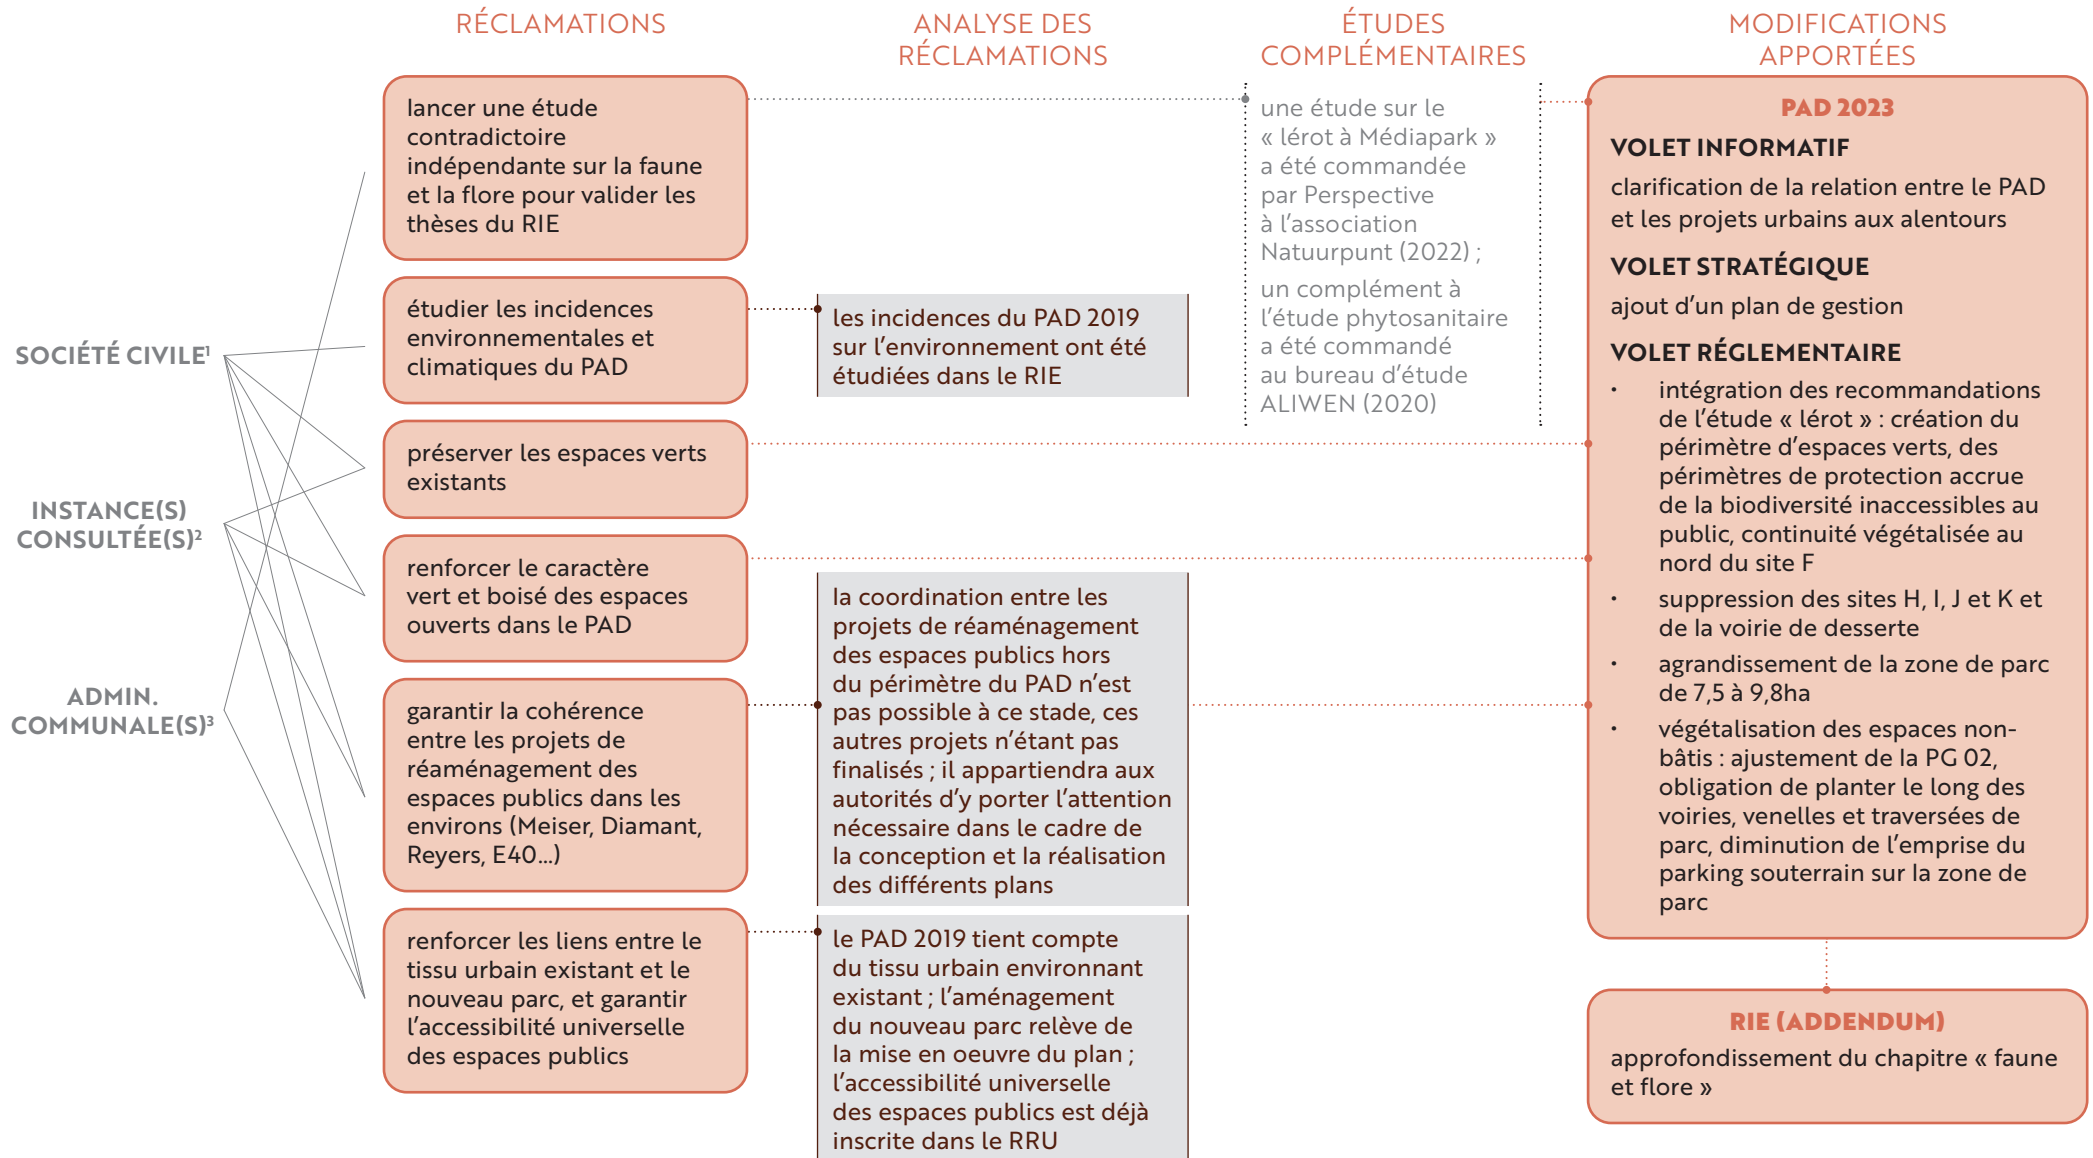 RÉCLAMATIONS
ANALYSE DES
RÉCLAMATIONS
ÉTUDES
COMPLÉMENTAIRES
MODIFICATIONS
APPORTÉES
SOCIÉTÉ CIVILE¹
INSTANCE(S)
CONSULTÉE(S)²
ADMIN.
COMMUNALE(S)³
lancer une étude
contradictoire
indépendante sur la faune
et la flore pour valider les
thèses du RIE
étudier les incidences
environnementales et
climatiques du PAD
préserver les espaces verts
existants
renforcer le caractère
vert et boisé des espaces
ouverts dans le PAD
garantir la cohérence
entre les projets de
réaménagement des
espaces publics dans les
environs (Meiser, Diamant,
Reyers, E40...)
renforcer les liens entre le
tissu urbain existant et le
nouveau parc, et garantir
l'accessibilité universelle
des espaces publics
les incidences du PAD 2019
sur l'environnement ont été
étudiées dans le RIE
la coordination entre les
projets de réaménagement
des espaces publics hors
du périmètre du PAD n'est
pas possible à ce stade, ces
autres projets n'étant pas
finalisés ; il appartiendra aux
autorités d'y porter l'attention
nécessaire dans le cadre de
la conception et la réalisation
des différents plans
le PAD 2019 tient compte
du tissu urbain environnant
existant ; l'aménagement
du nouveau parc relève de
la mise en oeuvre du plan ;
l'accessibilité universelle
des espaces publics est déjà
inscrite dans le RRU
une étude sur le
« lérot à Médiapark »
a été commandée
par Perspective
à l'association
Natuurpunt (2022) ;
un complément à
l'étude phytosanitaire
a été commandé
au bureau d'étude
ALIWEN (2020)
PAD 2023
VOLET INFORMATIF
clarification de la relation entre le PAD
et les projets urbains aux alentours
VOLET STRATÉGIQUE
ajout d'un plan de gestion
VOLET RÉGLEMENTAIRE
• intégration des recommandations
de l'étude « lérot » : création du
périmètre d'espaces verts, des
périmètres de protection accrue
de la biodiversité inaccessibles au
public, continuité végétalisée au
nord du site F
• suppression des sites H, I, J et K et
de la voirie de desserte
• agrandissement de la zone de parc
de 7,5 à 9,8ha
• végétalisation des espaces non-
bâtis : ajustement de la PG 02,
obligation de planter le long des
voiries, venelles et traversées de
parc, diminution de l'emprise du
parking souterrain sur la zone de
parc
RIE (ADDENDUM)
approfondissement du chapitre « faune
et flore »